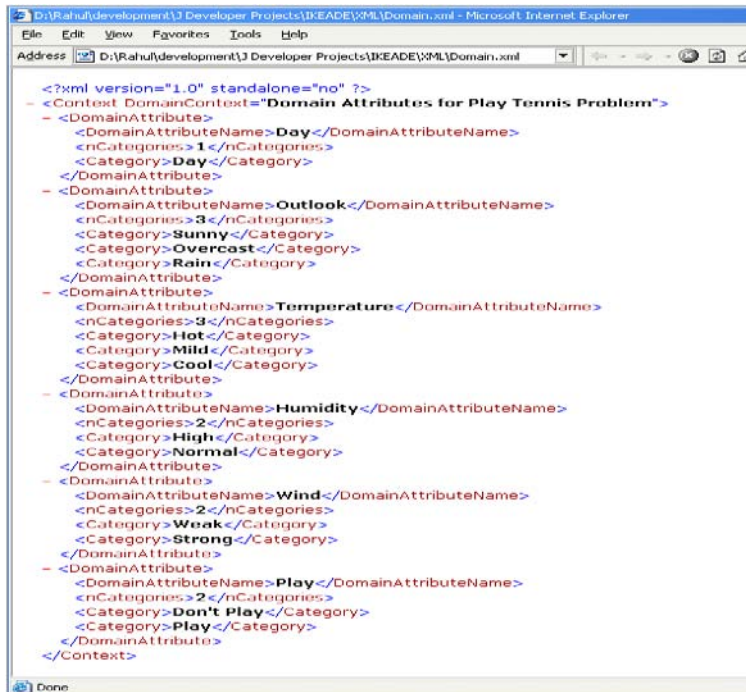 D:\Rahul\development\J Developer Projects\IKEADE\XML\Domain.xml - Microsoft Internet Explorer
File Edit View Favorites Tools Help
Address D:\Rahul\development\J Developer Projects\IKEADE\XML\Domain.xml
<?xml version="1.0" standalone="no" ?>
- <Context DomainContext="Domain Attributes for Play Tennis Problem">
- <DomainAttribute>
<DomainAttributeName>Day</DomainAttributeName>
<nCategories>1</nCategories>
<Category>Day</Category>
</DomainAttribute>
- <DomainAttribute>
<DomainAttributeName>Outlook</DomainAttributeName>
<nCategories>3</nCategories>
<Category>Sunny</Category>
<Category>Overcast</Category>
<Category>Rain</Category>
</DomainAttribute>
- <DomainAttribute>
<DomainAttributeName>Temperature</DomainAttributeName>
<nCategories>3</nCategories>
<Category>Hot</Category>
<Category>Mild</Category>
<Category>Cool</Category>
</DomainAttribute>
- <DomainAttribute>
<DomainAttributeName>Humidity</DomainAttributeName>
<nCategories>2</nCategories>
<Category>High</Category>
<Category>Normal</Category>
</DomainAttribute>
- <DomainAttribute>
<DomainAttributeName>Wind</DomainAttributeName>
<nCategories>2</nCategories>
<Category>Weak</Category>
<Category>Strong</Category>
</DomainAttribute>
- <DomainAttribute>
<DomainAttributeName>Play</DomainAttributeName>
<nCategories>2</nCategories>
<Category>Don't Play</Category>
<Category>Play</Category>
</DomainAttribute>
</Context>
Done